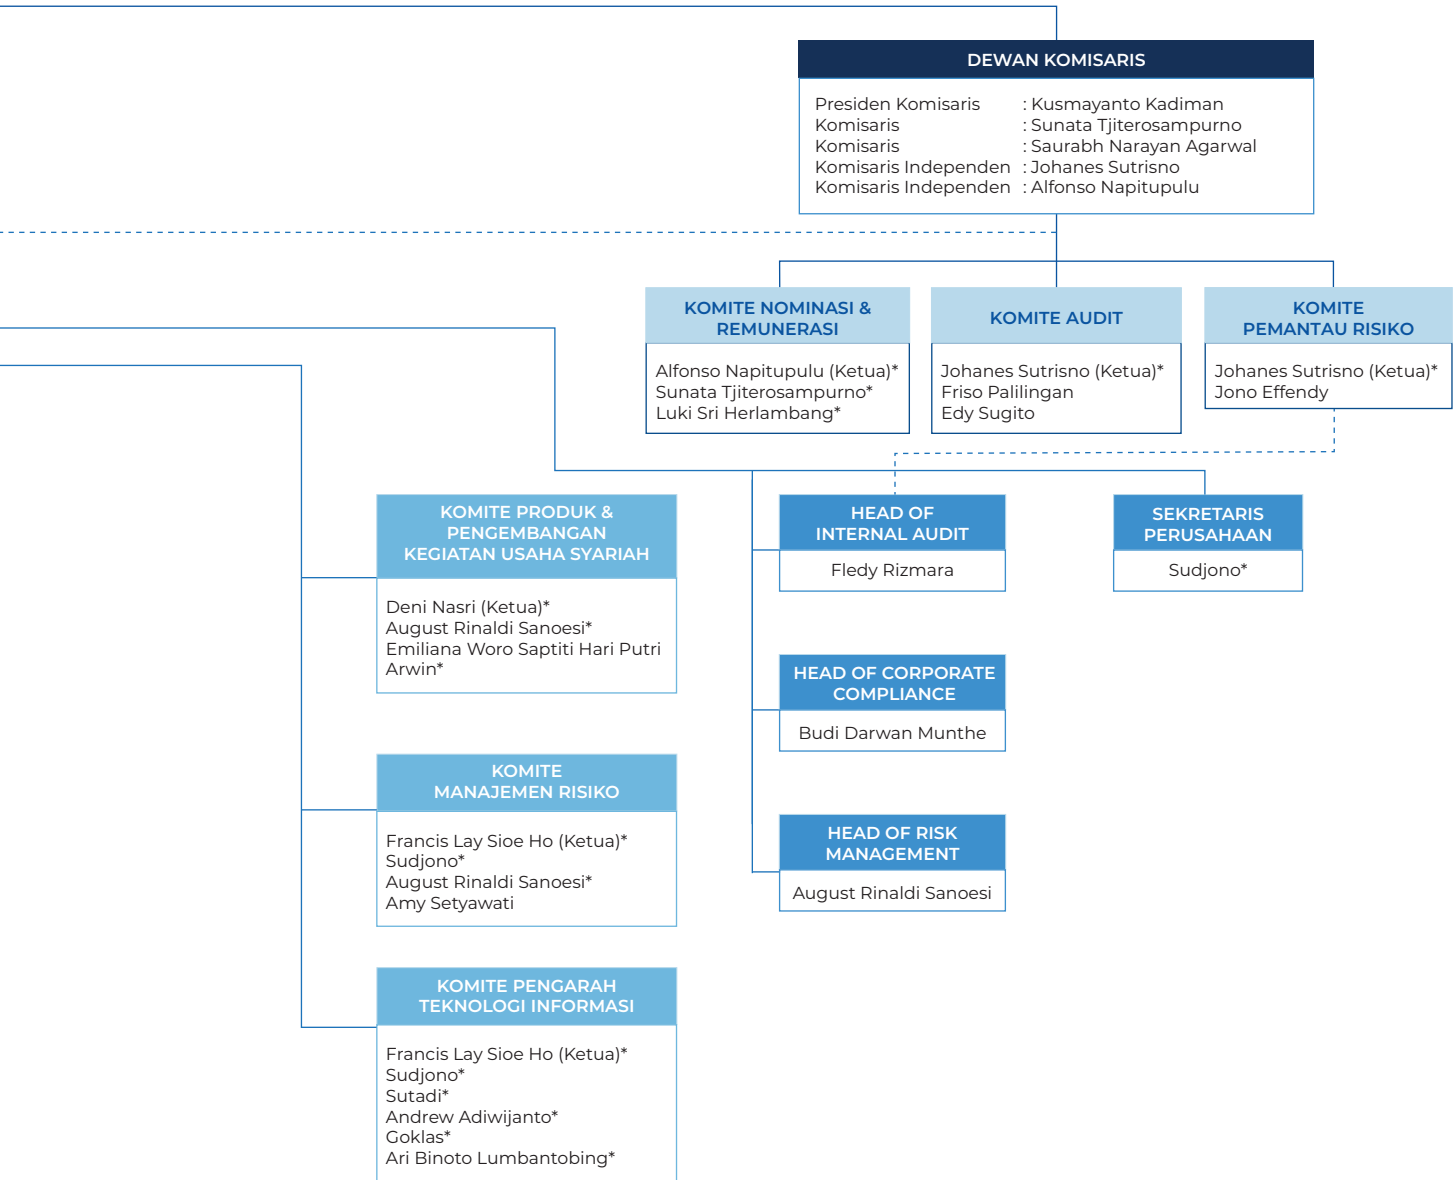 DEWAN KOMISARIS
Presiden Komisaris : Kusmayanto Kadiman
Komisaris : Sunata Tjiterosampurno
Komisaris : Saurabh Narayan Agarwal
Komisaris Independen : Johanes Sutrisno
Komisaris Independen : Alfonso Napitupulu
KOMITE NOMINASI &
REMUNERASI
Alfonso Napitupulu (Ketua)*
Sunata Tjiterosampurno*
Luki Sri Herlambang*
KOMITE AUDIT
Johanes Sutrisno (Ketua)*
Friso Palilingan
Edy Sugito
KOMITE
PEMANTAU RISIKO
Johanes Sutrisno (Ketua)*
Jono Effendy
KOMITE PRODUK &
PENGEMBANGAN
KEGIATAN USAHA SYARIAH
Deni Nasri (Ketua)*
August Rinaldi Sanoesi*
Emiliana Woro Saptiti Hari Putri
Arwin*
HEAD OF
INTERNAL AUDIT
Fledy Rizmara
SEKRETARIS
PERUSAHAAN
Sudjono*
HEAD OF CORPORATE
COMPLIANCE
Budi Darwan Munthe
KOMITE
MANAJEMEN RISIKO
Francis Lay Sioe Ho (Ketua)*
Sudjono*
August Rinaldi Sanoesi*
Amy Setyawati
HEAD OF RISK
MANAGEMENT
August Rinaldi Sanoesi
KOMITE PENGARAH
TEKNOLOGI INFORMASI
Francis Lay Sioe Ho (Ketua)*
Sudjono*
Sutadi*
Andrew Adiwijanto*
Goklas*
Ari Binoto Lumbantobing*